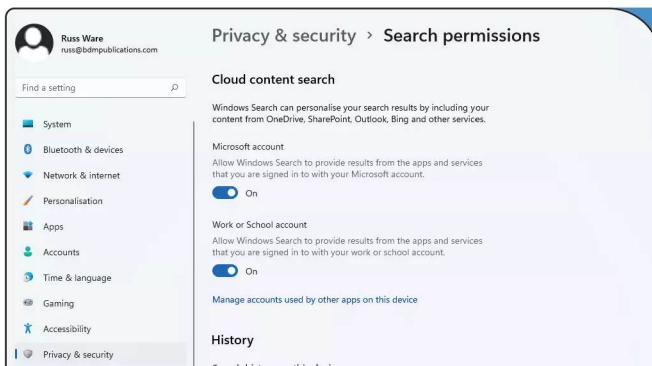 Russ Ware
russ@bdmpublications.com
Find a setting
System
Bluetooth & devices
Network & internet
Personalisation
Apps
Accounts
Time & language
Gaming
Accessibility
Privacy & security
Privacy & security > Search permissions
Cloud content search
Windows Search can personalise your search results by including your
content from OneDrive, SharePoint, Outlook, Bing and other services.
Microsoft account
Allow Windows Search to provide results from the apps and services
that you are signed in to with your Microsoft account.
On
Work or School account
Allow Windows Search to provide results from the apps and services
that you are signed in to with your work or school account.
On
Manage accounts used by other apps on this device
History